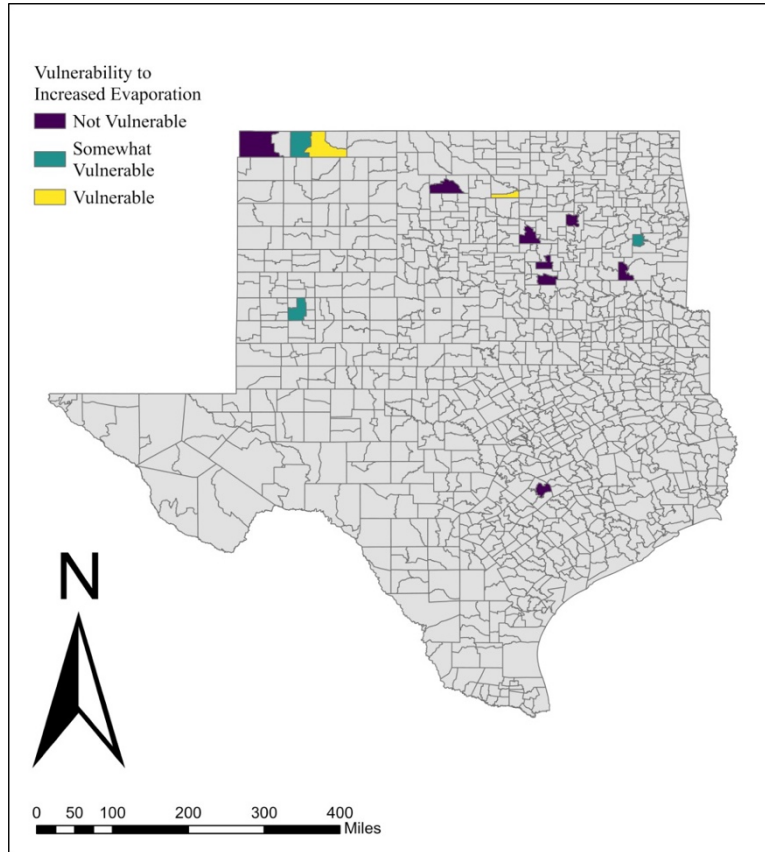 Vulnerability to
Increased Evaporation
Not Vulnerable
Somewhat
Vulnerable
Vulnerable
N
0 50 100 200 300 400
Miles